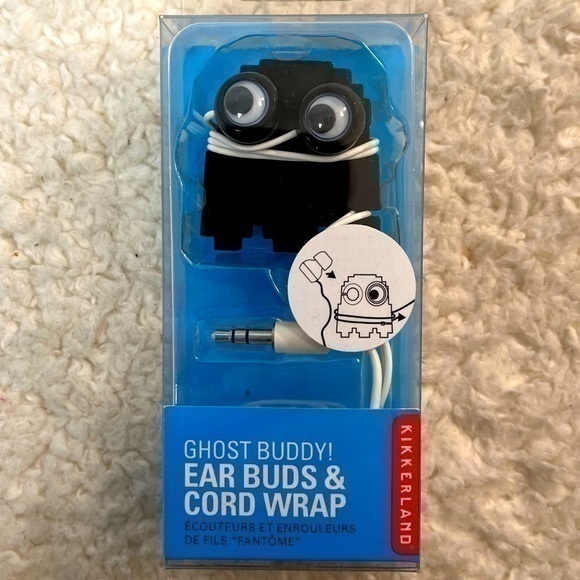 GHOST BUDDY!
EAR BUDS &
CORD WRAP
ÉCOUTEURS ET ENROULEURS
DE FILS "FANTÔME"
KIKKERLAND